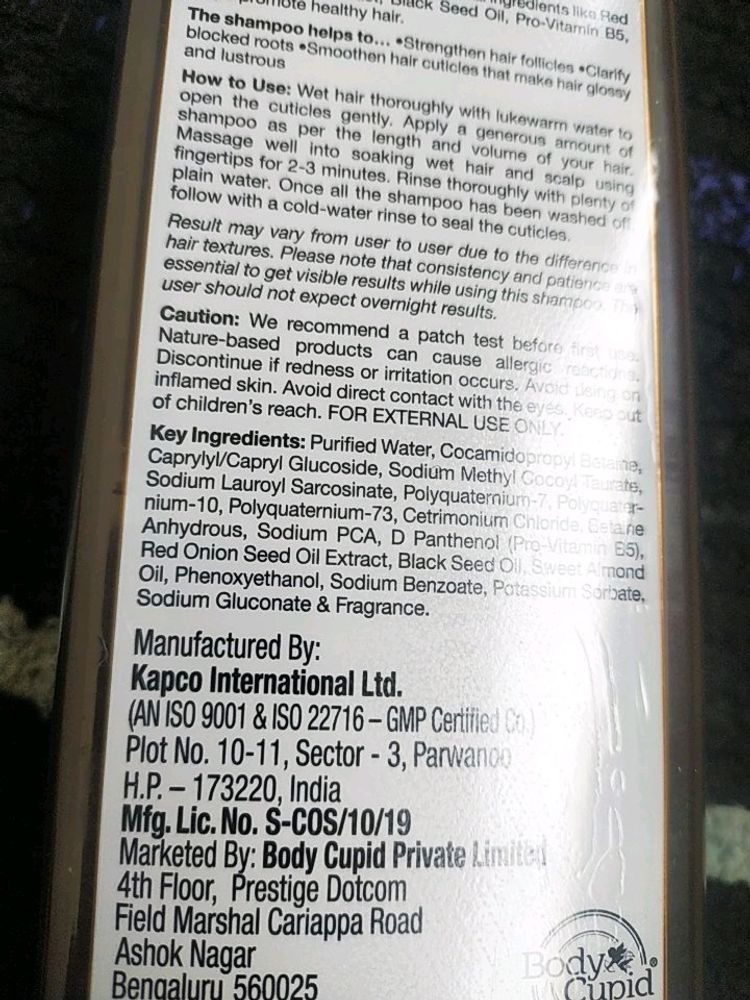 ingredients like Red
Black Seed Oil, Pro-Vitamin B5,
healthy hair.
The shampoo helps to... •Strengthen hair follicles •Clarify
blocked roots •Smoothen hair cuticles that make hair glossy
and lustrous
How to Use: Wet hair thoroughly with lukewarm water to
open the cuticles gently. Apply a generous amount of
shampoo as per the length and volume of your hair.
Massage well into soaking wet hair and scalp using
fingertips for 2-3 minutes. Rinse thoroughly with plenty of
plain water. Once all the shampoo has been washed off
follow with a cold-water rinse to seal the cuticles.
Result may vary from user to user due to the difference in
hair textures. Please note that consistency and patience are
essential to get visible results while using this shampoo. The
user should not expect overnight results.
Caution: We recommend a patch test before first use.
Nature-based products can cause allergic reactions.
Discontinue if redness or irritation occurs. Avoid using on
inflamed skin. Avoid direct contact with the eyes. Keep out
of children's reach. FOR EXTERNAL USE ONLY.
Key Ingredients: Purified Water, Cocamidopropyl Betaine,
Caprylyl/Capryl Glucoside, Sodium Methyl Cocoyl Taurate,
Sodium Lauroyl Sarcosinate, Polyquaternium-7, Polyquater-
nium-10, Polyquaternium-73, Cetrimonium Chloride, Betaine
Anhydrous, Sodium PCA, D Panthenol (Pro-Vitamin B5),
Red Onion Seed Oil Extract, Black Seed Oil, Sweet Almond
Oil, Phenoxyethanol, Sodium Benzoate, Potassium Sorbate,
Sodium Gluconate & Fragrance.
Manufactured By:
Kapco International Ltd.
(AN ISO 9001 & ISO 22716 – GMP Certified Co.)
Plot No. 10-11, Sector - 3, Parwanoo
H.P. – 173220, India
Mfg. Lic. No. S-COS/10/19
Marketed By: Body Cupid Private Limited
4th Floor, Prestige Dotcom
Field Marshal Cariappa Road
Ashok Nagar
Bengaluru 560025
Body
Cupid
®